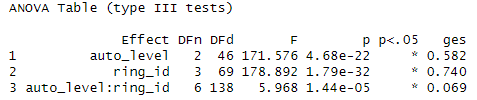 ANOVA Table (type III tests)
Effect DFn DFd F p p<.05 ges
1 auto_level 2 46 171.576 4.68e-22 * 0.582
2 ring_id 3 69 178.892 1.79e-32 * 0.740
3 auto_level:ring_id 6 138 5.968 1.44e-05 * 0.069